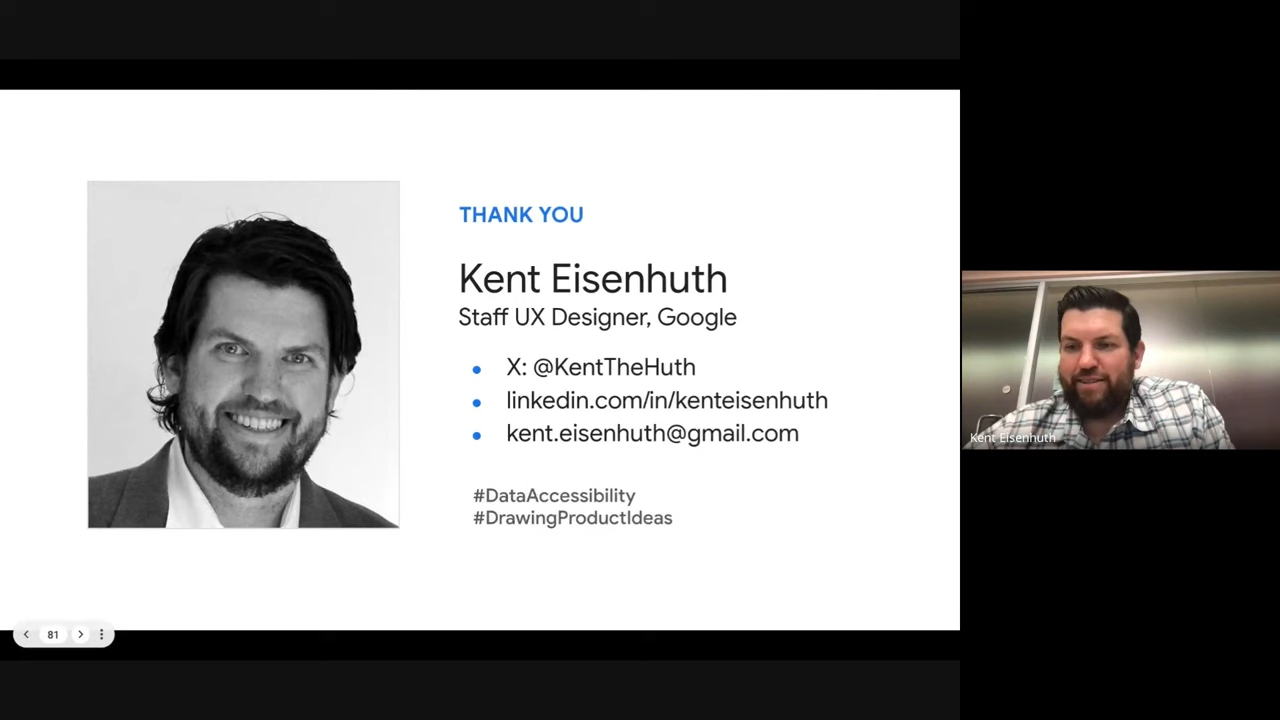 THANK YOU
Kent Eisenhuth
Staff UX Designer, Google
X: @KentTheHuth
linkedin.com/in/kenteisenhuth
kent.eisenhuth@gmail.com
#DataAccessibility
#DrawingProductIdeas
81
Kent Eisenhuth